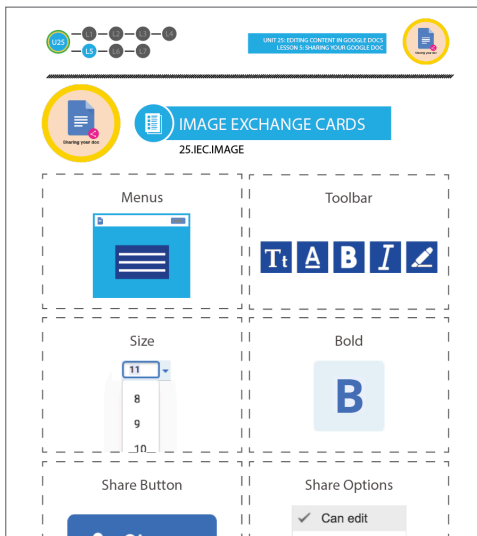 U25
L1
L2
L3
L4
L5
L6
L7
UNIT 25: EDITING CONTENT IN GOOGLE DOCS
LESSON 5: SHARING YOUR GOOGLE DOC
Sharing your doc
Sharing your doc
IMAGE EXCHANGE CARDS
25.IEC.IMAGE
Menus
Toolbar
Tt A B I
Size
11
8
9
10
Bold
B
Share Button
Share Options
Can edit